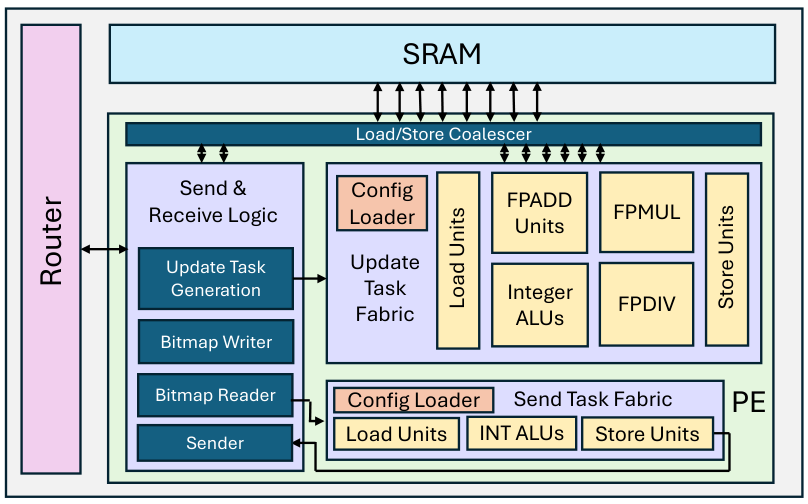 SRAM
Load/Store Coalescer
Router
Send &
Receive Logic
Update Task
Generation
Bitmap Writer
Bitmap Reader
Sender
Config
Loader
Update
Task
Fabric
Load Units
FPADD
Units
FPMUL
Integer
ALUs
FPDIV
Store Units
Config Loader
Send Task Fabric
Load Units
INT ALUs
Store Units
PE